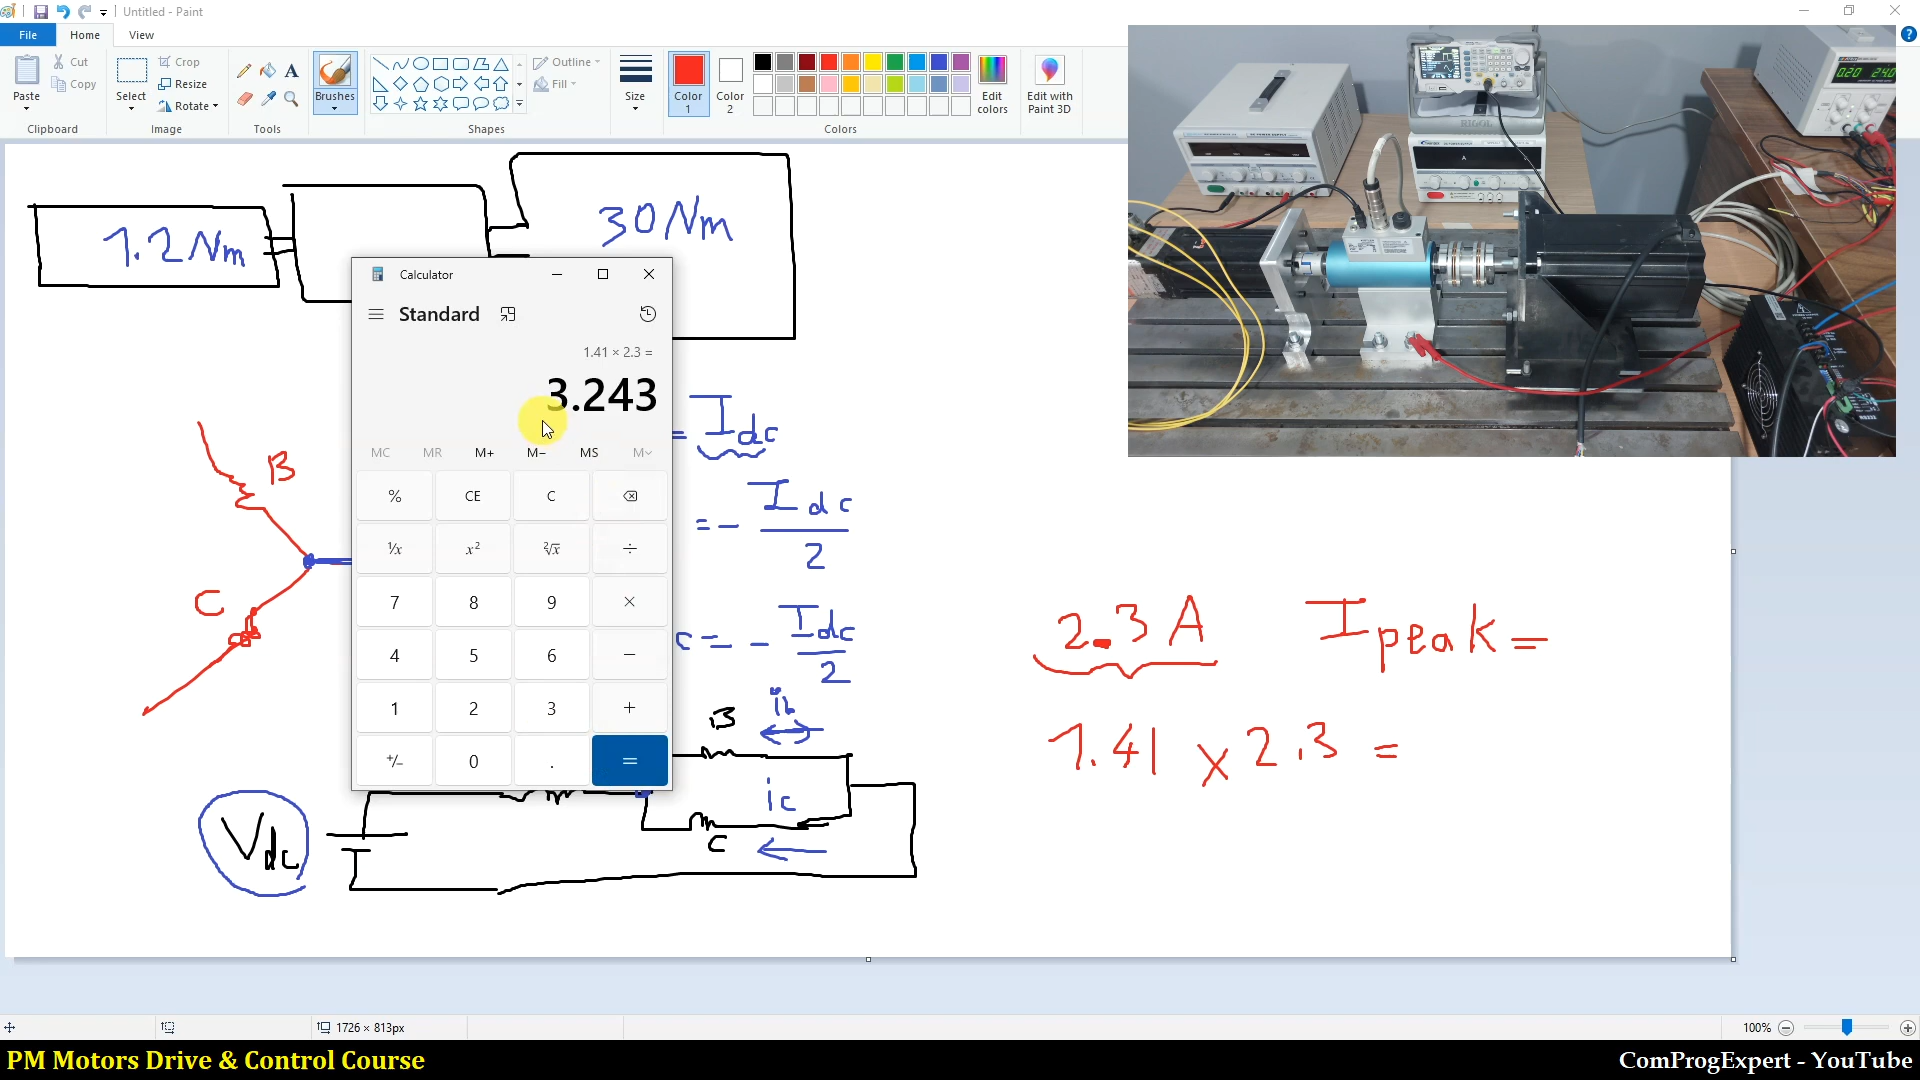 Untitled - Paint
File Home View
Paste
Cut
Copy
Clipboard
Select
Crop
Resize
Rotate
Image
A
Tools
Brushes
Shapes
Outline
Fill
Size
Color 1
Color 2
Colors
Edit colors
Edit with Paint 3D
?
RIGOL
1.2 Nm
30 Nm
Calculator
Standard
1.41 × 2.3 =
3.243
MC MR M+ M− MS M
% CE C
¹/x x² ²√x ÷
7 8 9 ×
4 5 6 −
1 2 3 +
+/− 0 . =
= Idc
= - Idc / 2
c = - Idc / 2
B
C
B
ib
ic
C
Vdc
2.3 A Ipeak =
1.41 x 2.3 =
1726 × 813px
100%
PM Motors Drive & Control Course
ComProgExpert - YouTube